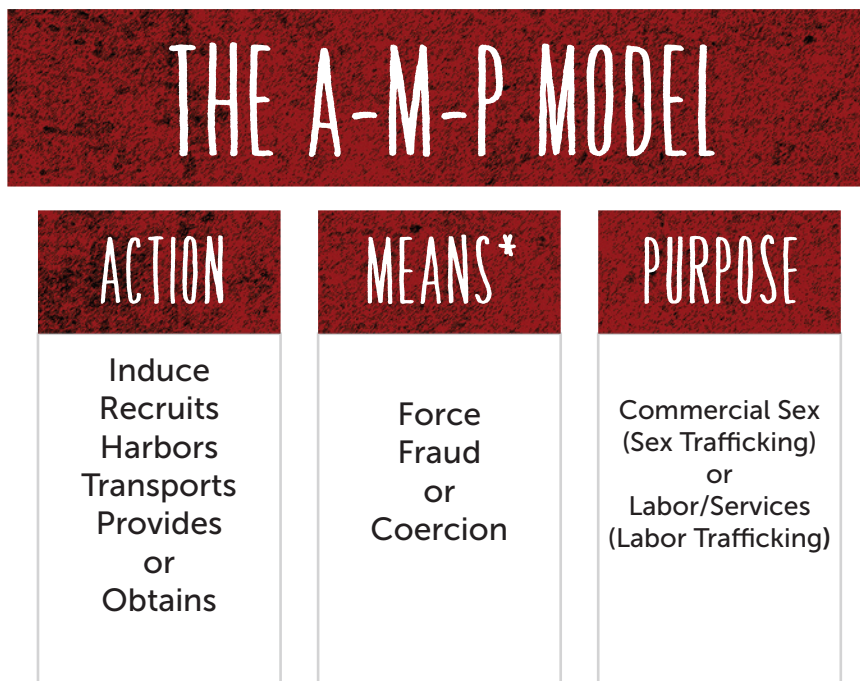 THE A-M-P MODEL
ACTION
Induce
Recruits
Harbors
Transports
Provides
or
Obtains
MEANS*
Force
Fraud
or
Coercion
PURPOSE
Commercial Sex
(Sex Trafficking)
or
Labor/Services
(Labor Trafficking)